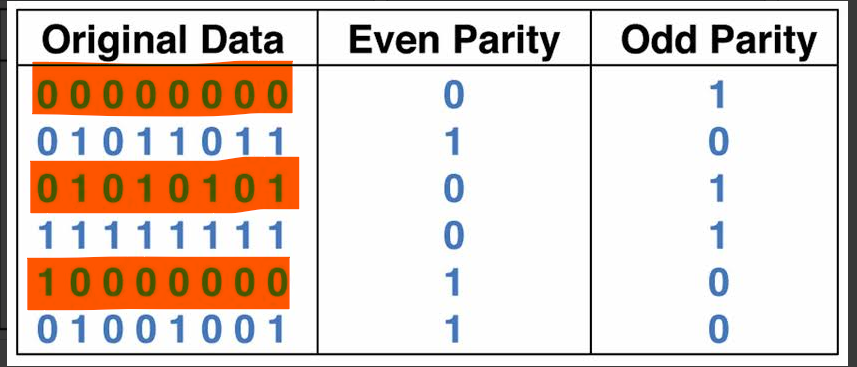 Original Data Even Parity Odd Parity
0 0 0 0 0 0 0 0 0 1
0 1 0 1 1 0 1 1 1 0
0 1 0 1 0 1 0 1 0 1
1 1 1 1 1 1 1 1 0 1
1 0 0 0 0 0 0 0 1 0
0 1 0 0 1 0 0 1 1 0